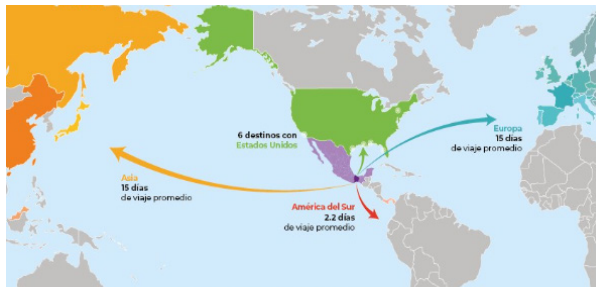 6 destinos con
Estados Unidos
Europa
15 días
de viaje promedio
Asia
15 días
de viaje promedio
América del Sur
2.2 días
de viaje promedio